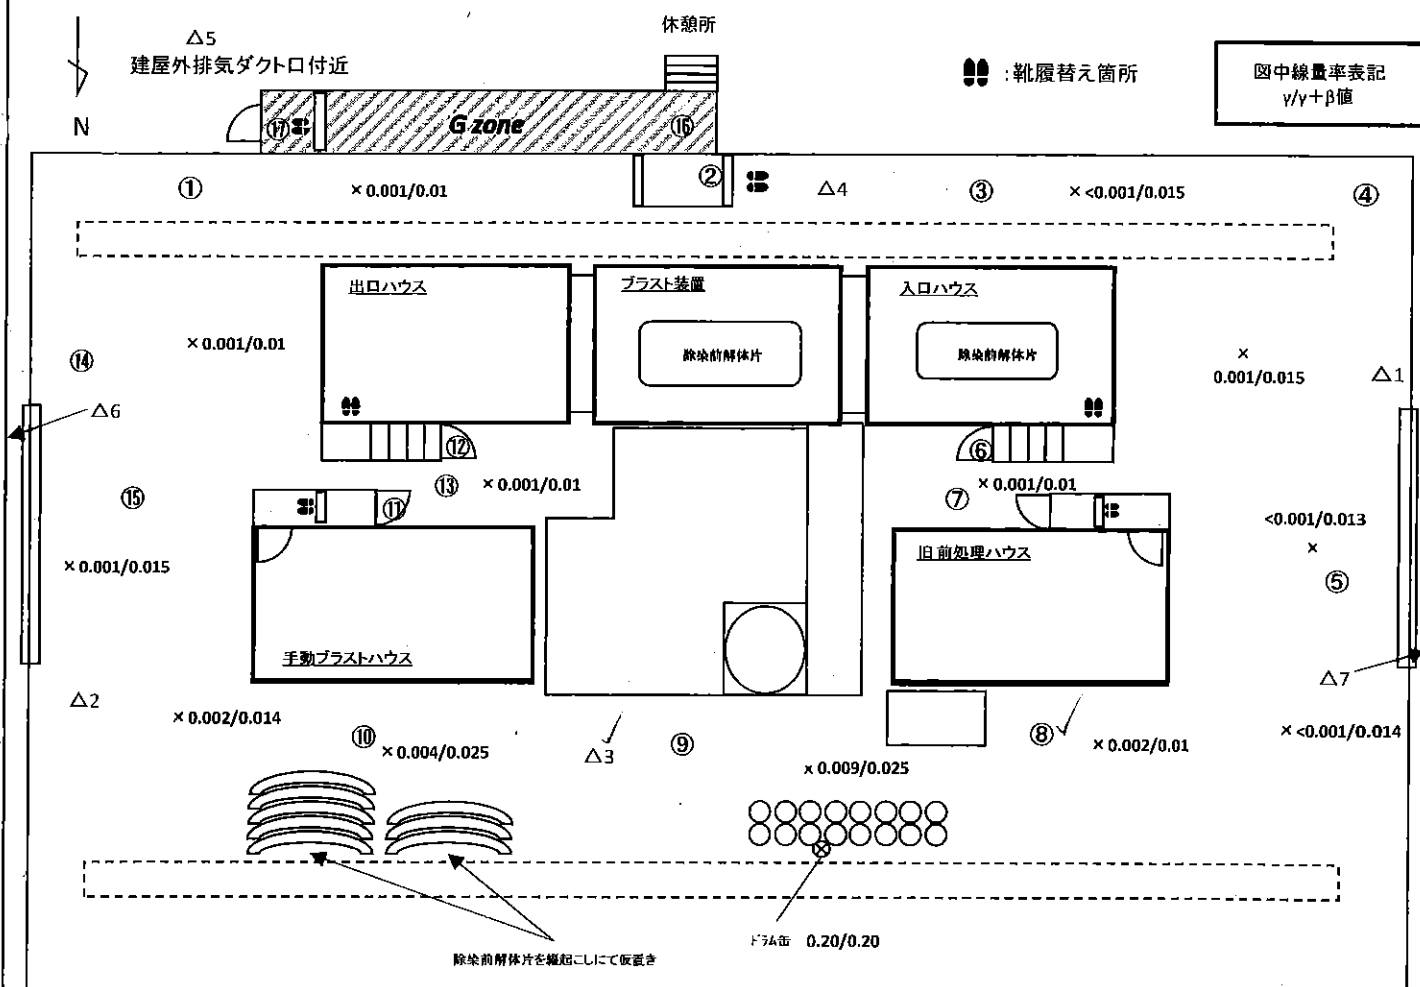 休憩所
△5
建屋外排気ダクト口付近
:靴履替え箇所
図中線量率表記
γ/γ+β値
N
⑰
G zone
⑯
①
×0.001/0.01
②
△4
③
×<0.001/0.015
④
出口ハウス
ブラスト装置
入口ハウス
除染前解体片
除染前解体片
×0.001/0.01
×
0.001/0.015
⑭
△1
△6
⑫
⑥
⑬
×0.001/0.01
×0.001/0.01
⑮
⑪
⑦
<0.001/0.013
×
旧前処理ハウス
×0.001/0.015
⑤
手動ブラストハウス
△2
△7
×0.002/0.014
⑩
×0.004/0.025
△3
⑨
⑧
×0.002/0.01
×<0.001/0.014
×0.009/0.025
ドラム缶 0.20/0.20
除染前解体片を縦起こしにて仮置き